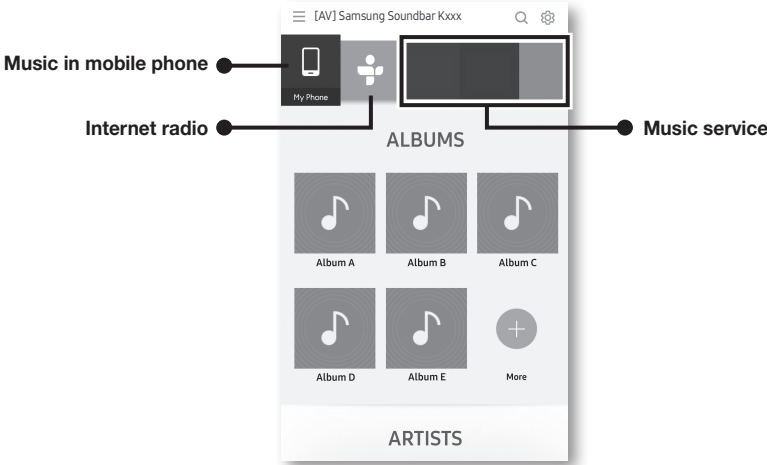 [AV] Samsung Soundbar Kxxx
Music in mobile phone
My Phone
Internet radio
Music service
ALBUMS
Album A
Album B
Album C
Album D
Album E
More
ARTISTS